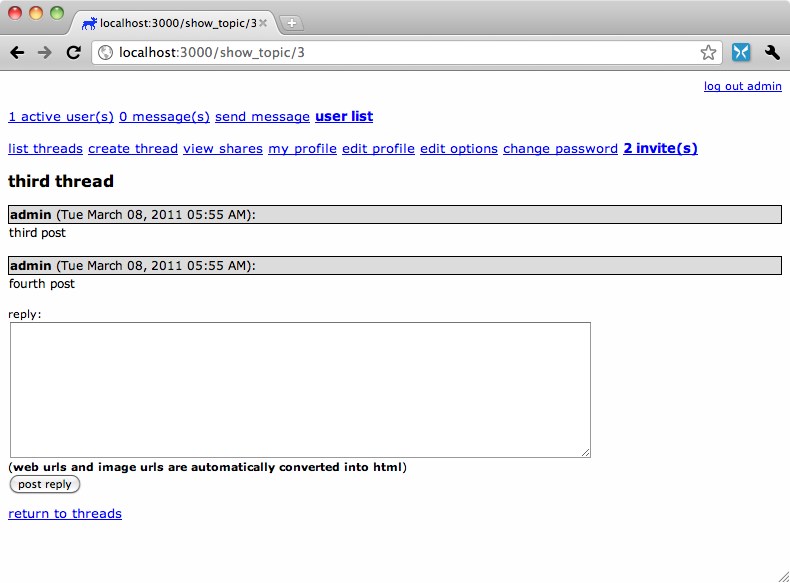 localhost:3000/show_topic/3
localhost:3000/show_topic/3
log out admin
1 active user(s) 0 message(s) send message user list
list threads create thread view shares my profile edit profile edit options change password 2 invite(s)
third thread
admin (Tue March 08, 2011 05:55 AM):
third post
admin (Tue March 08, 2011 05:55 AM):
fourth post
reply:
(web urls and image urls are automatically converted into html)
post reply
return to threads